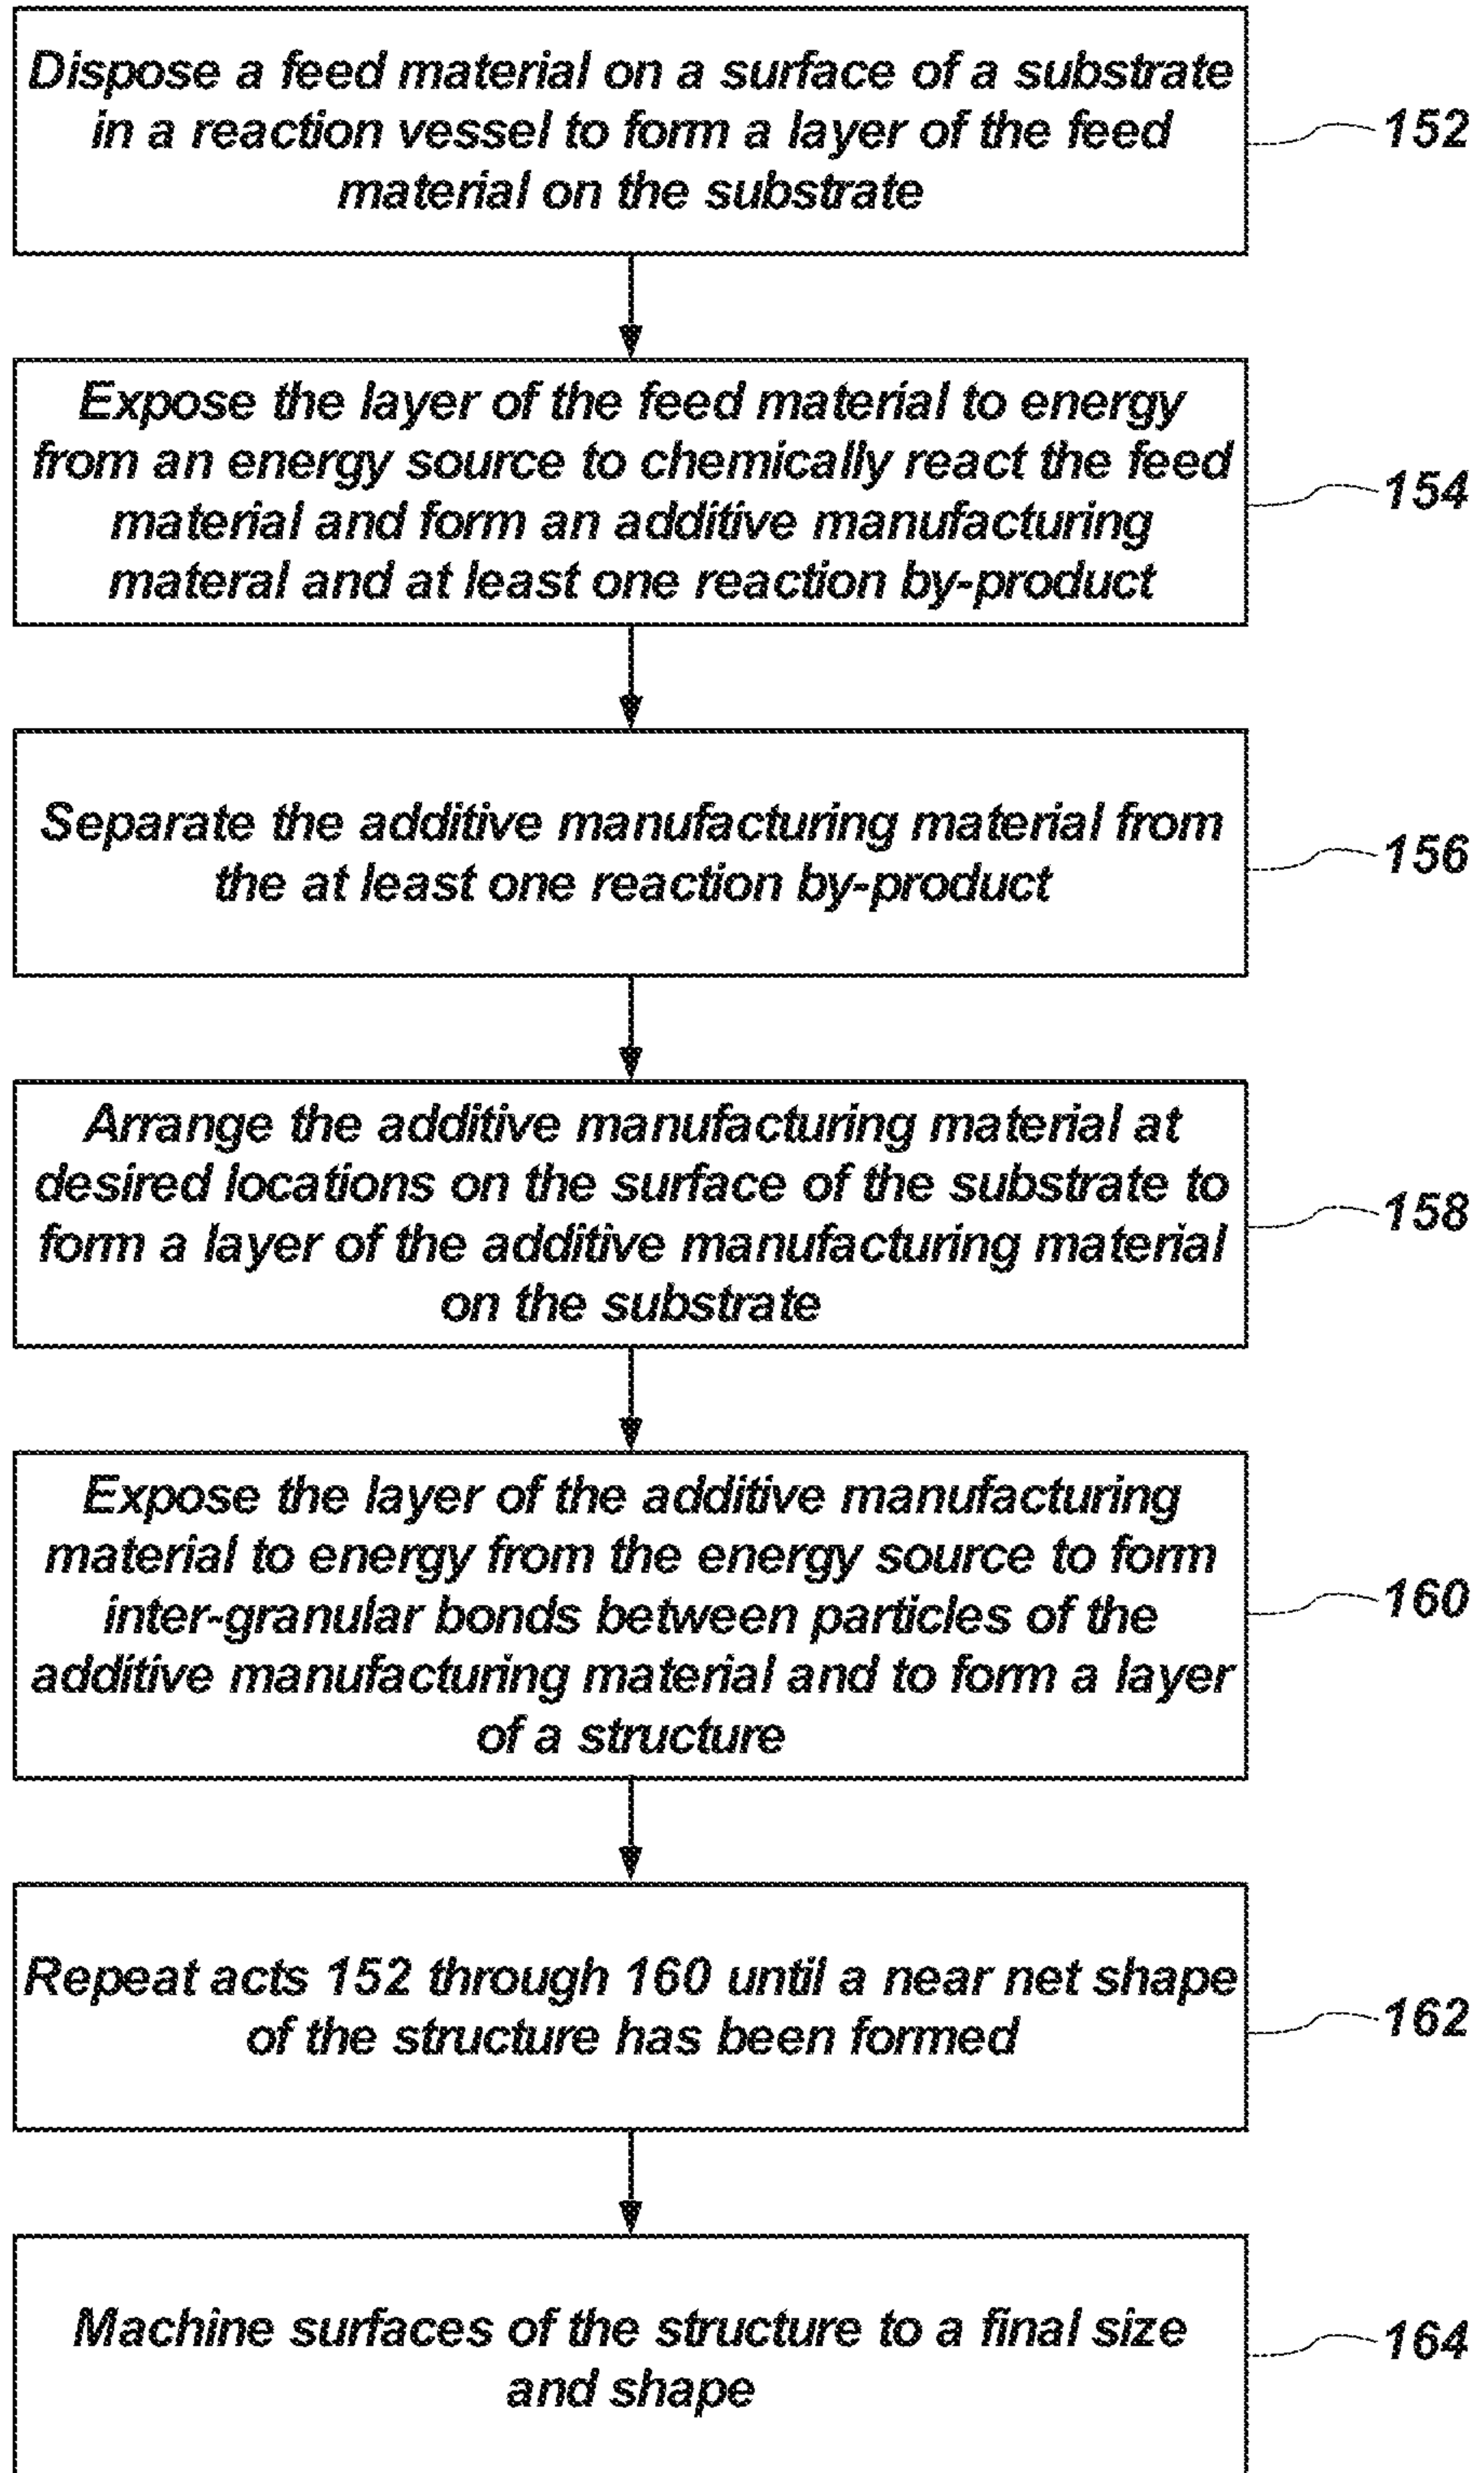 Dispose a feed material on a surface of a substrate
in a reaction vessel to form a layer of the feed
material on the substrate
152
Expose the layer of the feed material to energy
from an energy source to chemically react the feed
material and form an additive manufacturing
materal and at least one reaction by-product
154
Separate the additive manufacturing material from
the at least one reaction by-product
156
Arrange the additive manufacturing material at
desired locations on the surface of the substrate to
form a layer of the additive manufacturing material
on the substrate
158
Expose the layer of the additive manufacturing
material to energy from the energy source to form
inter-granular bonds between particles of the
additive manufacturing material and to form a layer
of a structure
160
Repeat acts 152 through 160 until a near net shape
of the structure has been formed
162
Machine surfaces of the structure to a final size
and shape
164